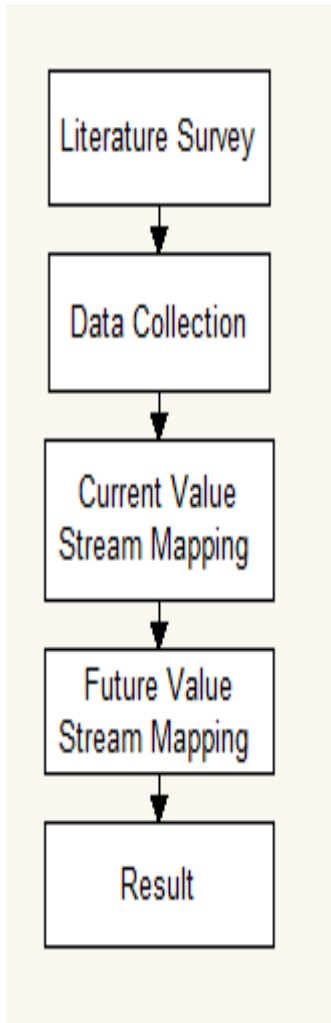 Literature Survey
Data Collection
Current Value
Stream Mapping
Future Value
Stream Mapping
Result